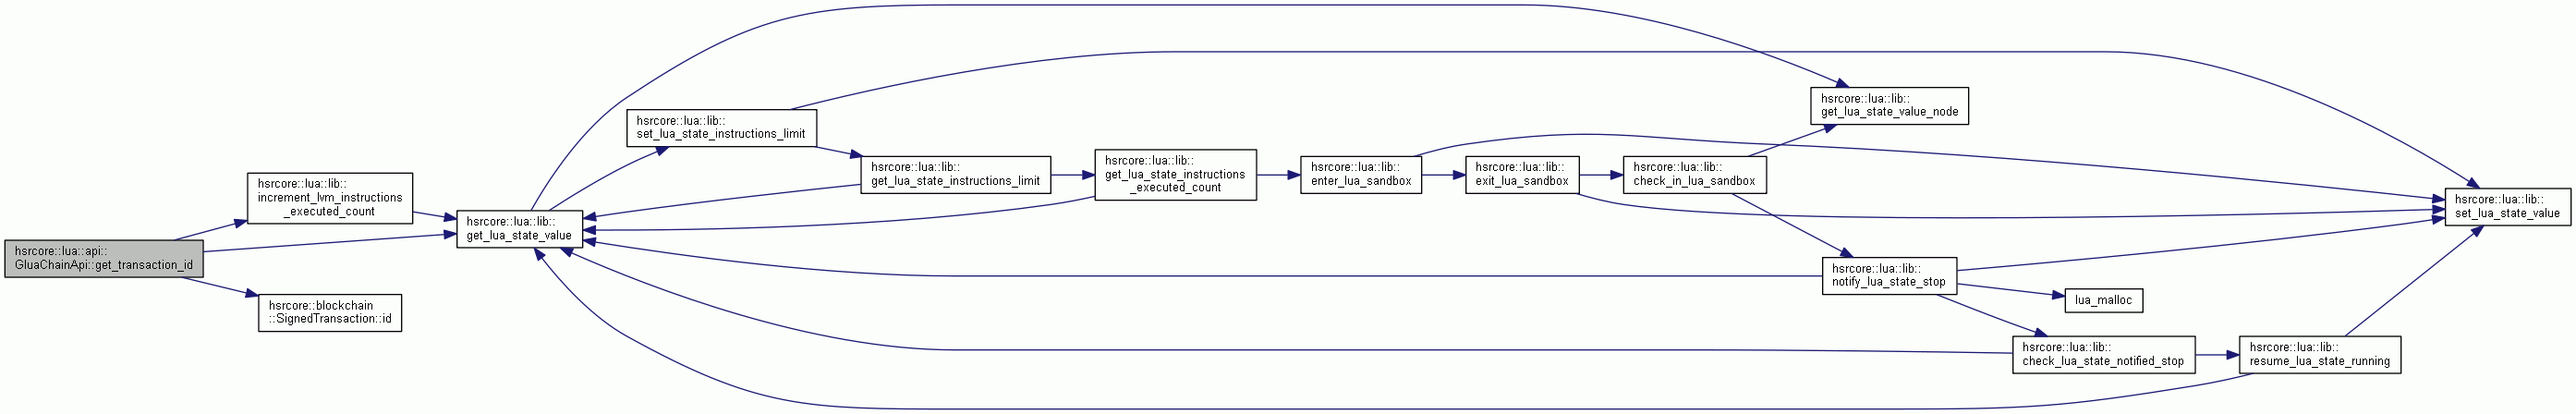 hsrcore::lua::api::
GluaChainApi::get_transaction_id
hsrcore::lua::lib::
increment_lvm_instructions
_executed_count
hsrcore::blockchain
::SignedTransaction::id
hsrcore::lua::lib::
get_lua_state_value
hsrcore::lua::lib::
set_lua_state_instructions_limit
hsrcore::lua::lib::
get_lua_state_instructions_limit
hsrcore::lua::lib::
get_lua_state_instructions
_executed_count
hsrcore::lua::lib::
enter_lua_sandbox
hsrcore::lua::lib::
exit_lua_sandbox
hsrcore::lua::lib::
check_in_lua_sandbox
hsrcore::lua::lib::
get_lua_state_value_node
hsrcore::lua::lib::
notify_lua_state_stop
lua_malloc
hsrcore::lua::lib::
check_lua_state_notified_stop
hsrcore::lua::lib::
resume_lua_state_running
hsrcore::lua::lib::
set_lua_state_value